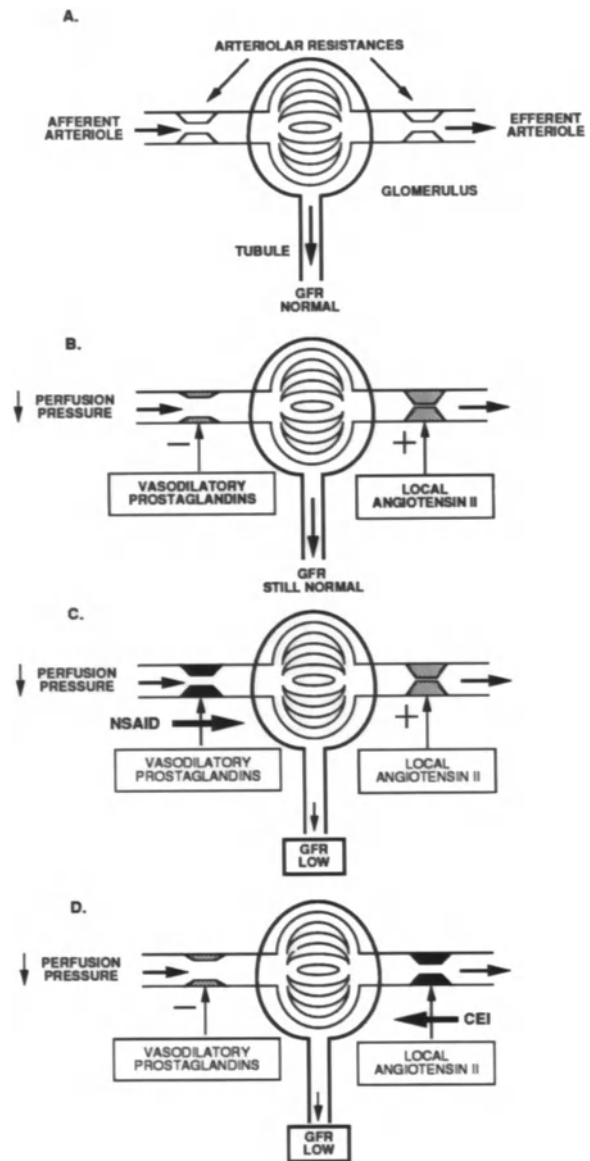 A.
ARTERIOLAR RESISTANCES
AFFERENT
ARTERIOLE
EFFERENT
ARTERIOLE
GLOMERULUS
TUBULE
GFR
NORMAL
B.
↓ PERFUSION
PRESSURE
−
+
VASODILATORY
PROSTAGLANDINS
LOCAL
ANGIOTENSIN II
GFR
STILL NORMAL
C.
↓ PERFUSION
PRESSURE
NSAID
+
VASODILATORY
PROSTAGLANDINS
LOCAL
ANGIOTENSIN II
GFR
LOW
D.
↓ PERFUSION
PRESSURE
−
CEI
VASODILATORY
PROSTAGLANDINS
LOCAL
ANGIOTENSIN II
GFR
LOW